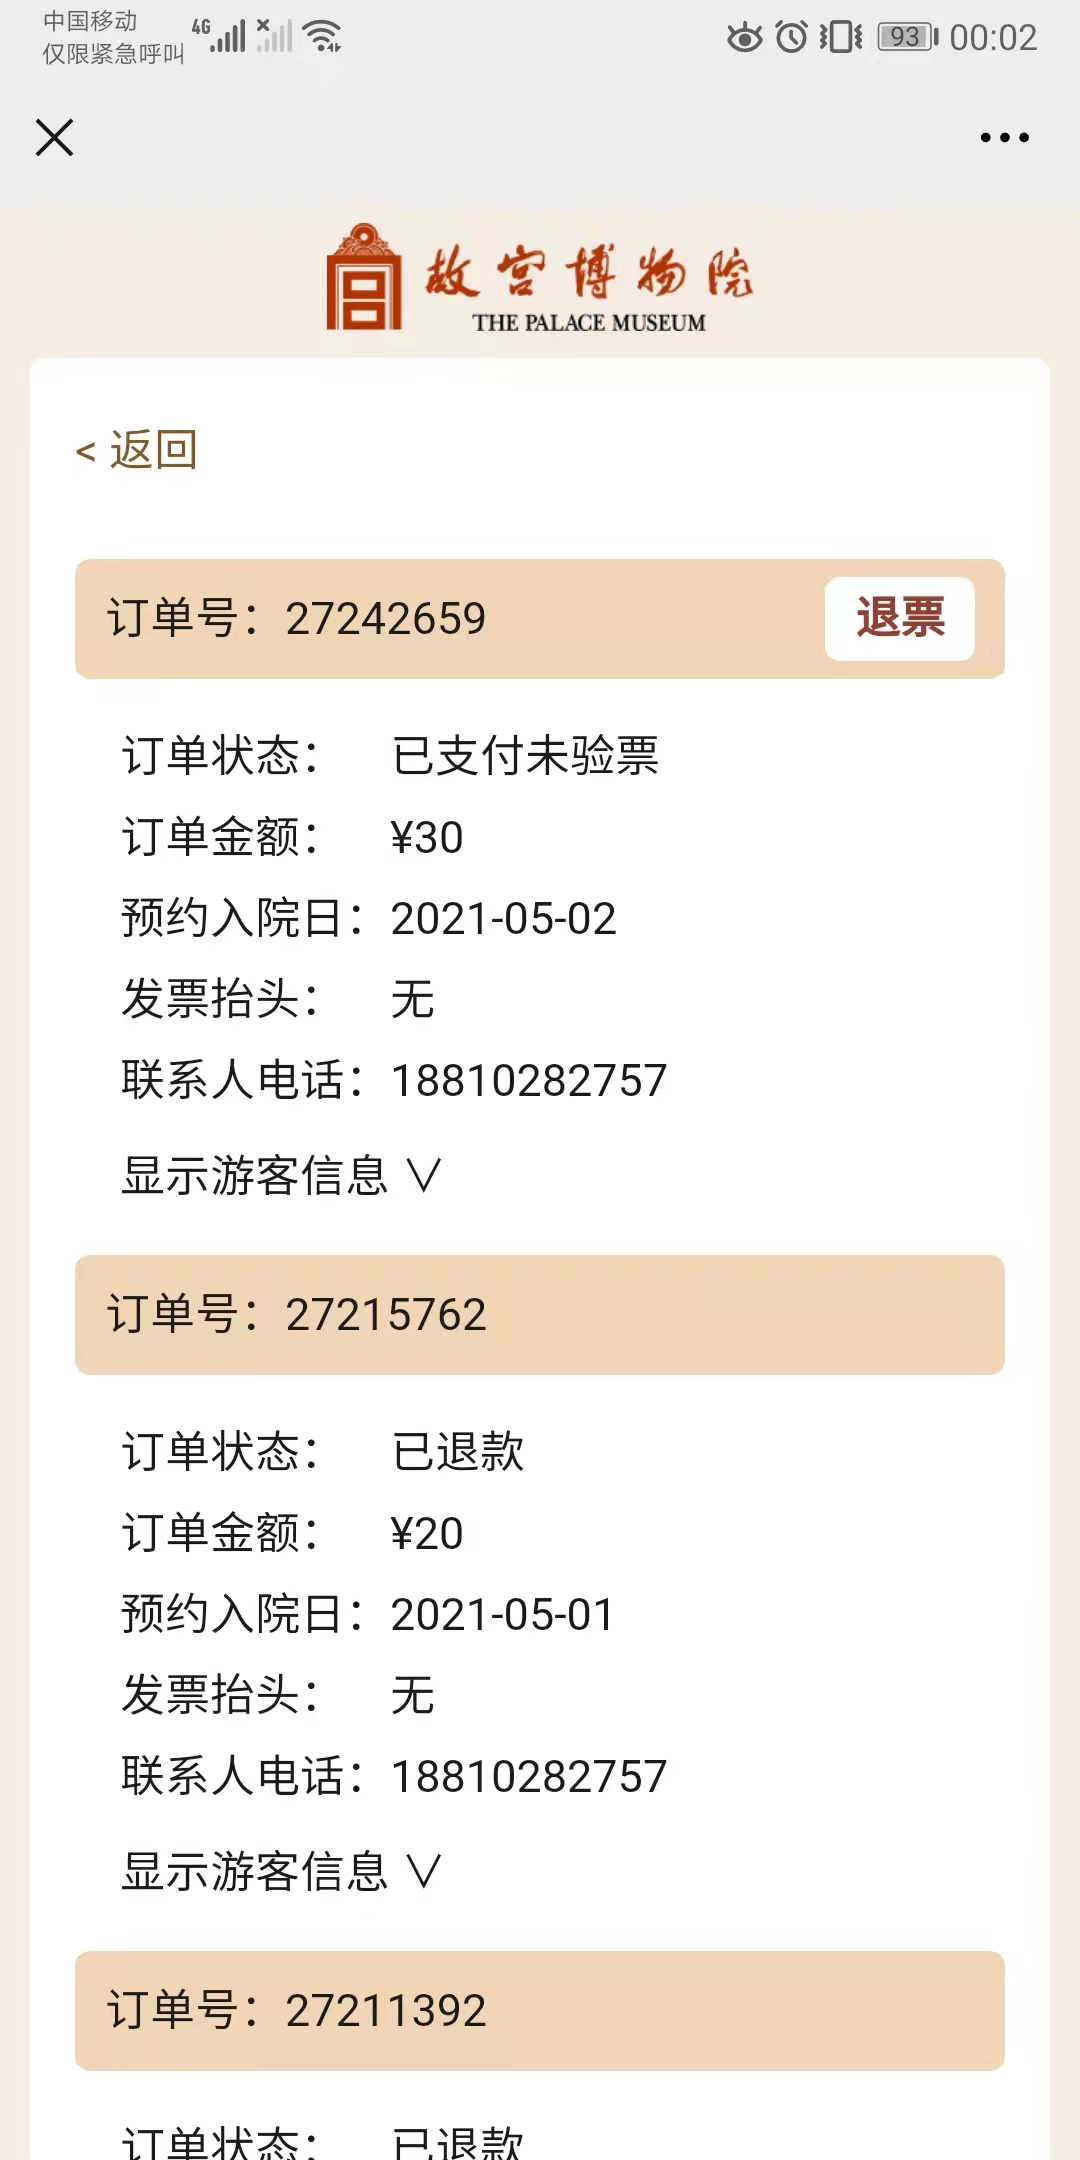 中国移动
4G
仅限紧急呼叫
93
00:02
故宫博物院
THE PALACE MUSEUM
< 返回
订单号：27242659
退票
订单状态： 已支付未验票
订单金额： ¥30
预约入院日：2021-05-02
发票抬头： 无
联系人电话：18810282757
显示游客信息 ∨
订单号：27215762
订单状态： 已退款
订单金额： ¥20
预约入院日：2021-05-01
发票抬头： 无
联系人电话：18810282757
显示游客信息 ∨
订单号：27211392
订单状态： 已退款